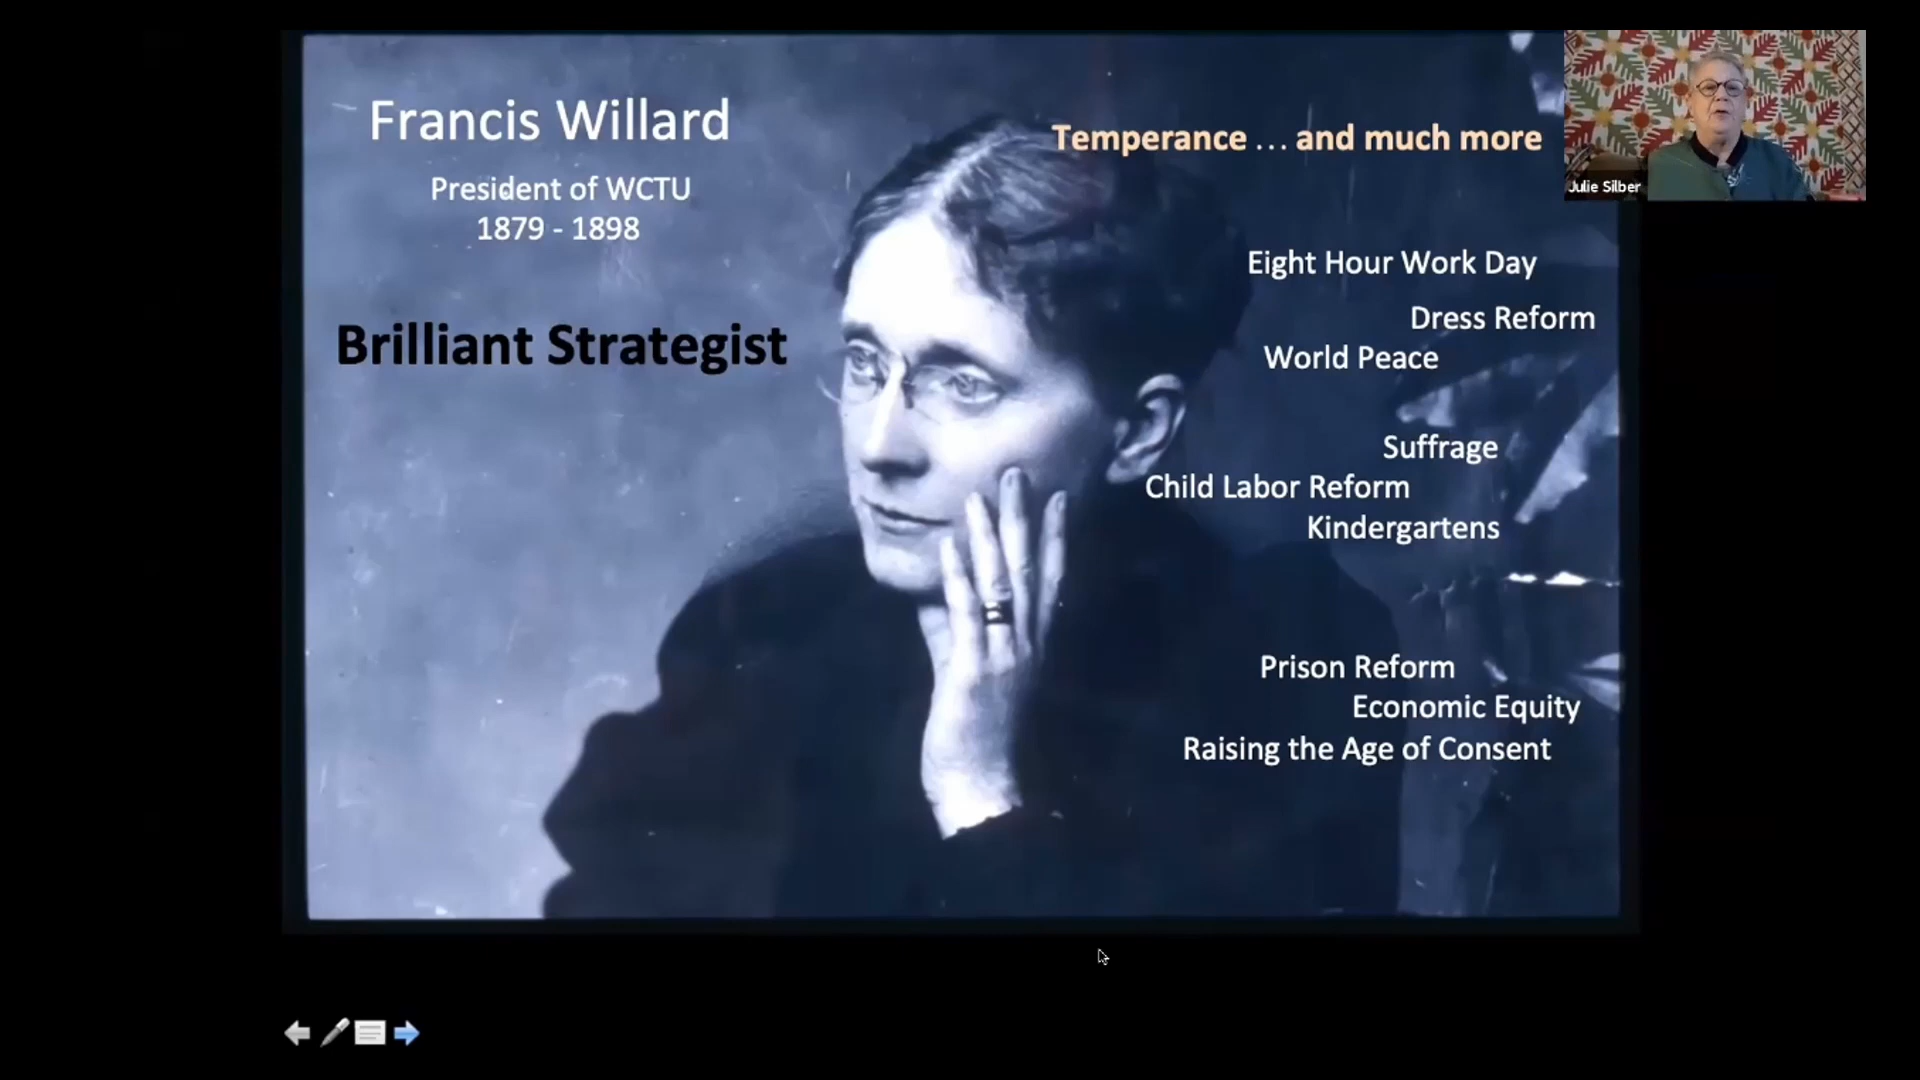 Francis Willard
President of WCTU
1879 - 1898
Brilliant Strategist
Temperance ... and much more
Eight Hour Work Day
Dress Reform
World Peace
Suffrage
Child Labor Reform
Kindergartens
Prison Reform
Economic Equity
Raising the Age of Consent
Julie Silber